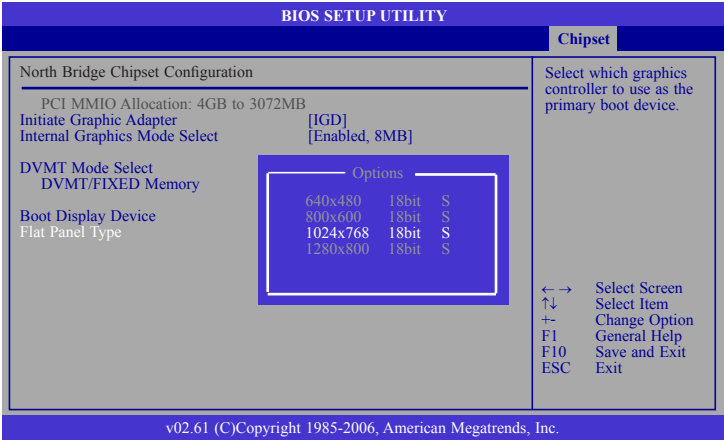 BIOS SETUP UTILITY
Chipset
North Bridge Chipset Configuration
PCI MMIO Allocation: 4GB to 3072MB
Initiate Graphic Adapter [IGD]
Internal Graphics Mode Select [Enabled, 8MB]
DVMT Mode Select
DVMT/FIXED Memory
Boot Display Device
Flat Panel Type
Options
640x480 18bit S
800x600 18bit S
1024x768 18bit S
1280x800 18bit S
Select which graphics
controller to use as the
primary boot device.
←→ Select Screen
↑↓ Select Item
+- Change Option
F1 General Help
F10 Save and Exit
ESC Exit
v02.61 (C)Copyright 1985-2006, American Megatrends, Inc.